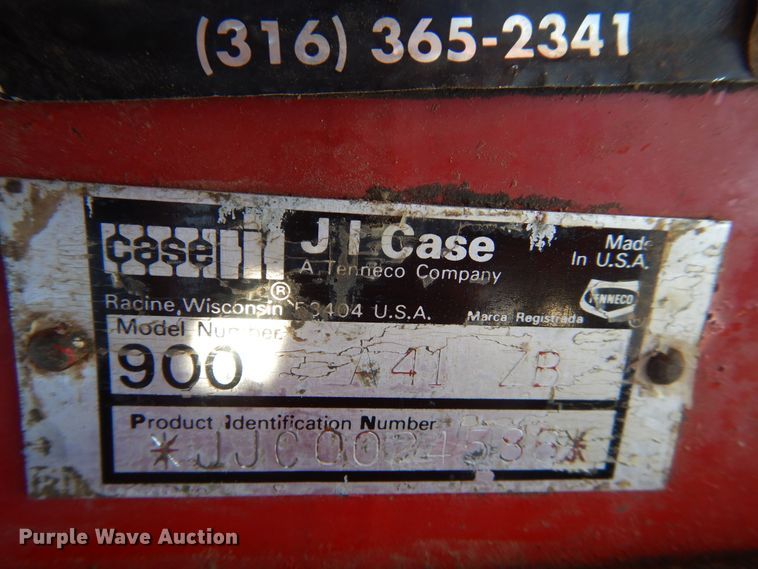 (316) 365-2341
case
J I Case
A Tenneco Company
Made
In U.S.A.
TENNECO
Racine, Wisconsin 53404 U.S.A.
Marca Registrada
Model Number
900 A41 ZB
Product Identification Number
*JJC0024536*
Purple Wave Auction